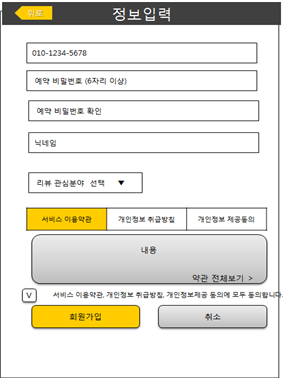 뒤로
정보입력
010-1234-5678
예약 비밀번호 (6자리 이상)
예약 비밀번호 확인
닉네임
리뷰 관심분야 선택 ▼
서비스 이용약관 개인정보 취급방침 개인정보 제공동의
내용
약관 전체보기 >
V 서비스 이용약관, 개인정보 취급방침, 개인정보제공 동의에 모두 동의합니다.
회원가입 취소